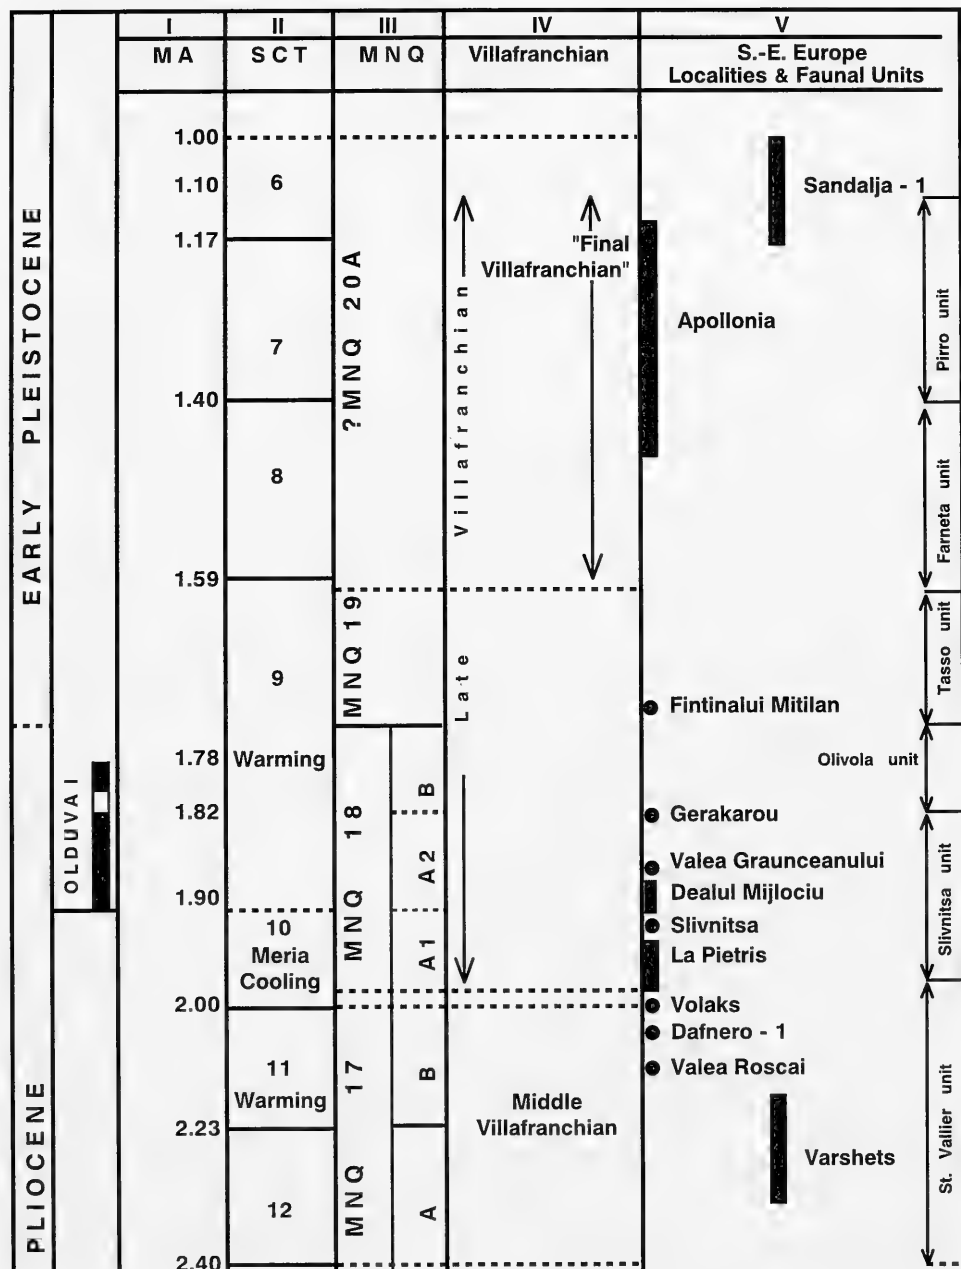 I II III IV V
MA SCT MNQ Villafranchian S.-E. Europe
Localities & Faunal Units
EARLY PLEISTOCENE
PLIOCENE
OLDUVAI
1.00
1.10
1.17
1.40
1.59
1.78
1.82
1.90
2.00
2.23
2.40
6
7
8
9
Warming
10
Meria
Cooling
11
Warming
12
?MNQ 20A
MNQ 19
MNQ 18
B
A2
A1
MNQ 17
B
A
Late Villafranchian
"Final
Villafranchian"
Middle
Villafranchian
Sandalja - 1
Apollonia
Fintinalui Mitilan
Gerakarou
Valea Graunceanului
Dealul Mijlociu
Slivnitsa
La Pietris
Volaks
Dafnero - 1
Valea Roscai
Varshets
Pirro unit
Farneta unit
Tasso unit
Olivola unit
Slivnitsa unit
St. Vallier unit